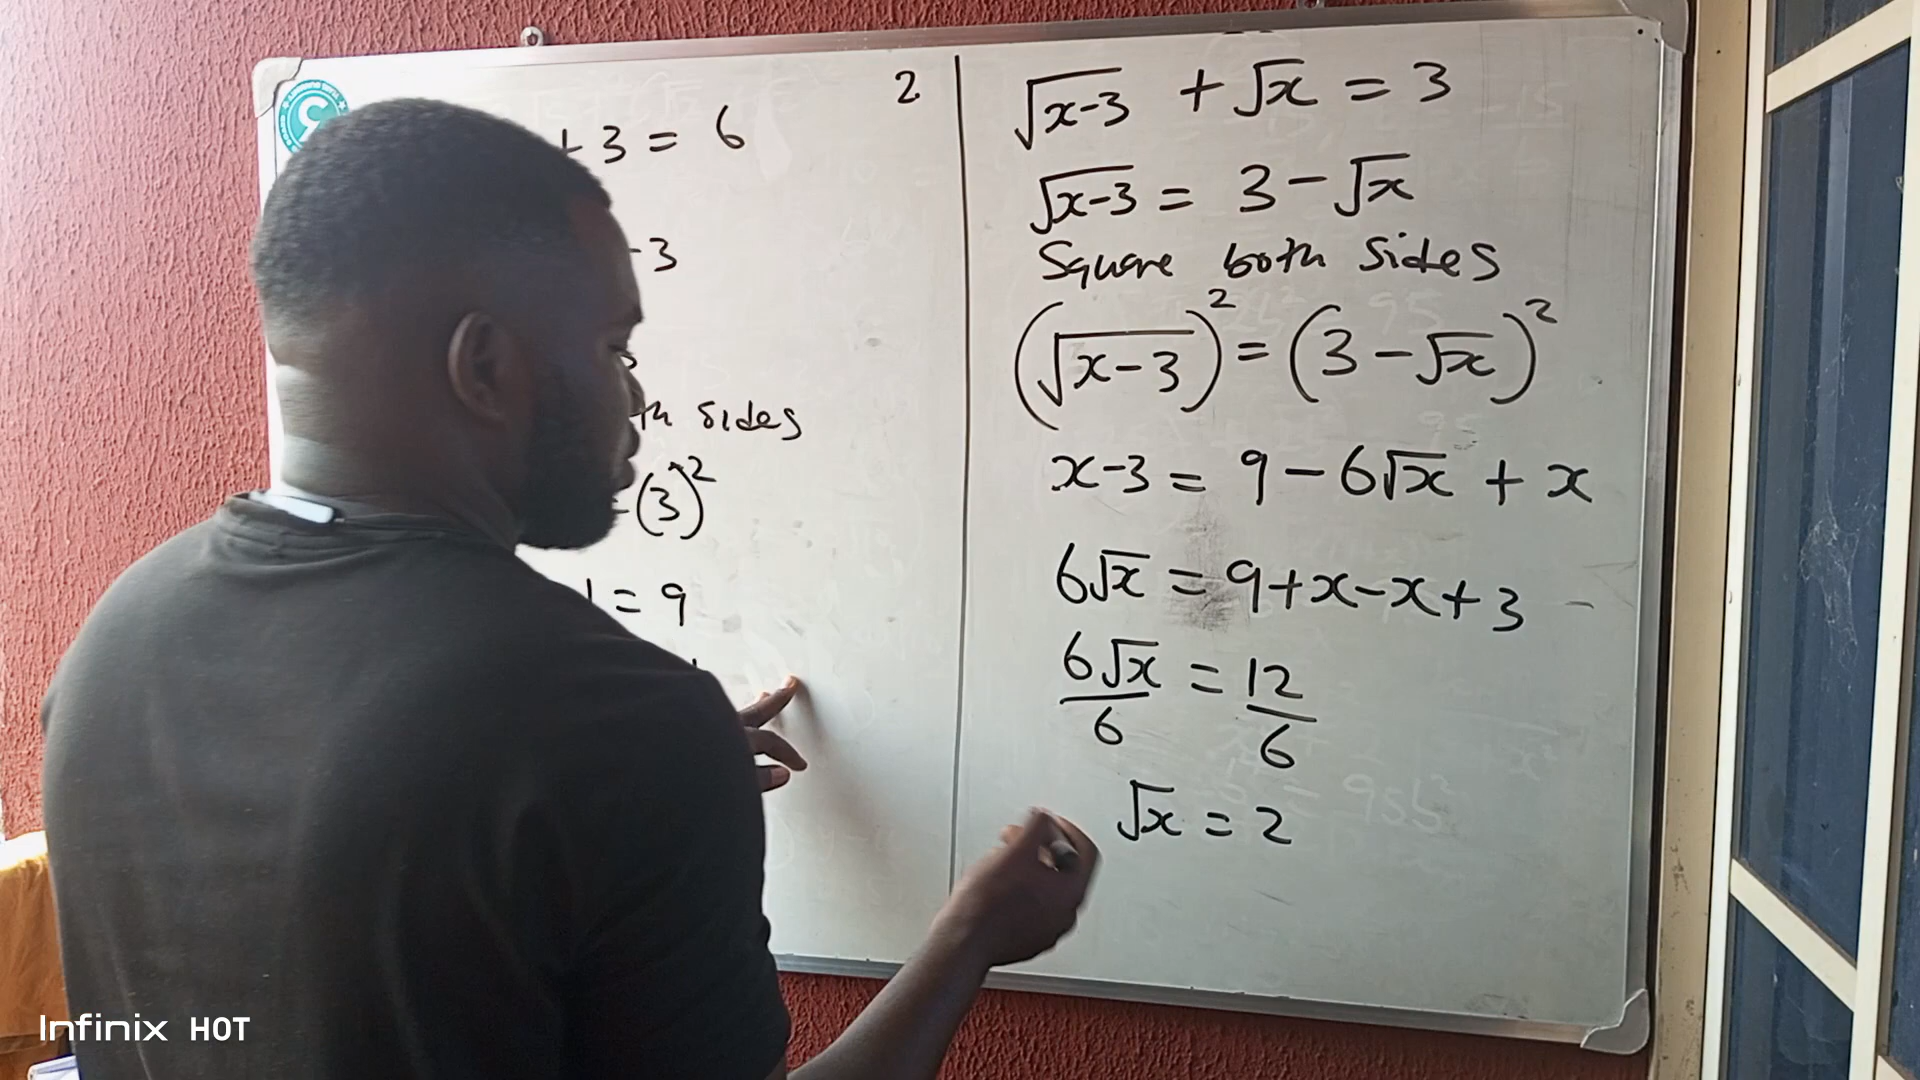 + 3 = 6
- 3
th sides
= (3)²
1 = 9
2
√(x-3) + √x = 3
√(x-3) = 3 - √x
Square both sides
(√(x-3))² = (3 - √x)²
x-3 = 9 - 6√x + x
6√x = 9+x-x+3
6√x/6 = 12/6
√x = 2
Infinix HOT